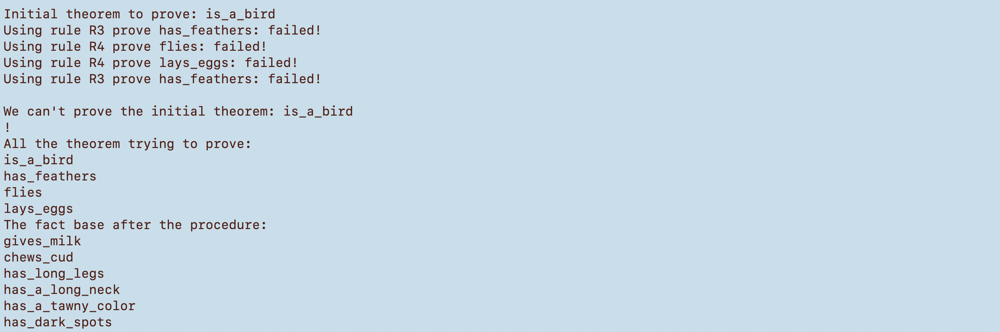 Initial theorem to prove: is_a_bird
Using rule R3 prove has_feathers: failed!
Using rule R4 prove flies: failed!
Using rule R4 prove lays_eggs: failed!
Using rule R3 prove has_feathers: failed!
We can't prove the initial theorem: is_a_bird
!
All the theorem trying to prove:
is_a_bird
has_feathers
flies
lays_eggs
The fact base after the procedure:
gives_milk
chews_cud
has_long_legs
has_a_long_neck
has_a_tawny_color
has_dark_spots